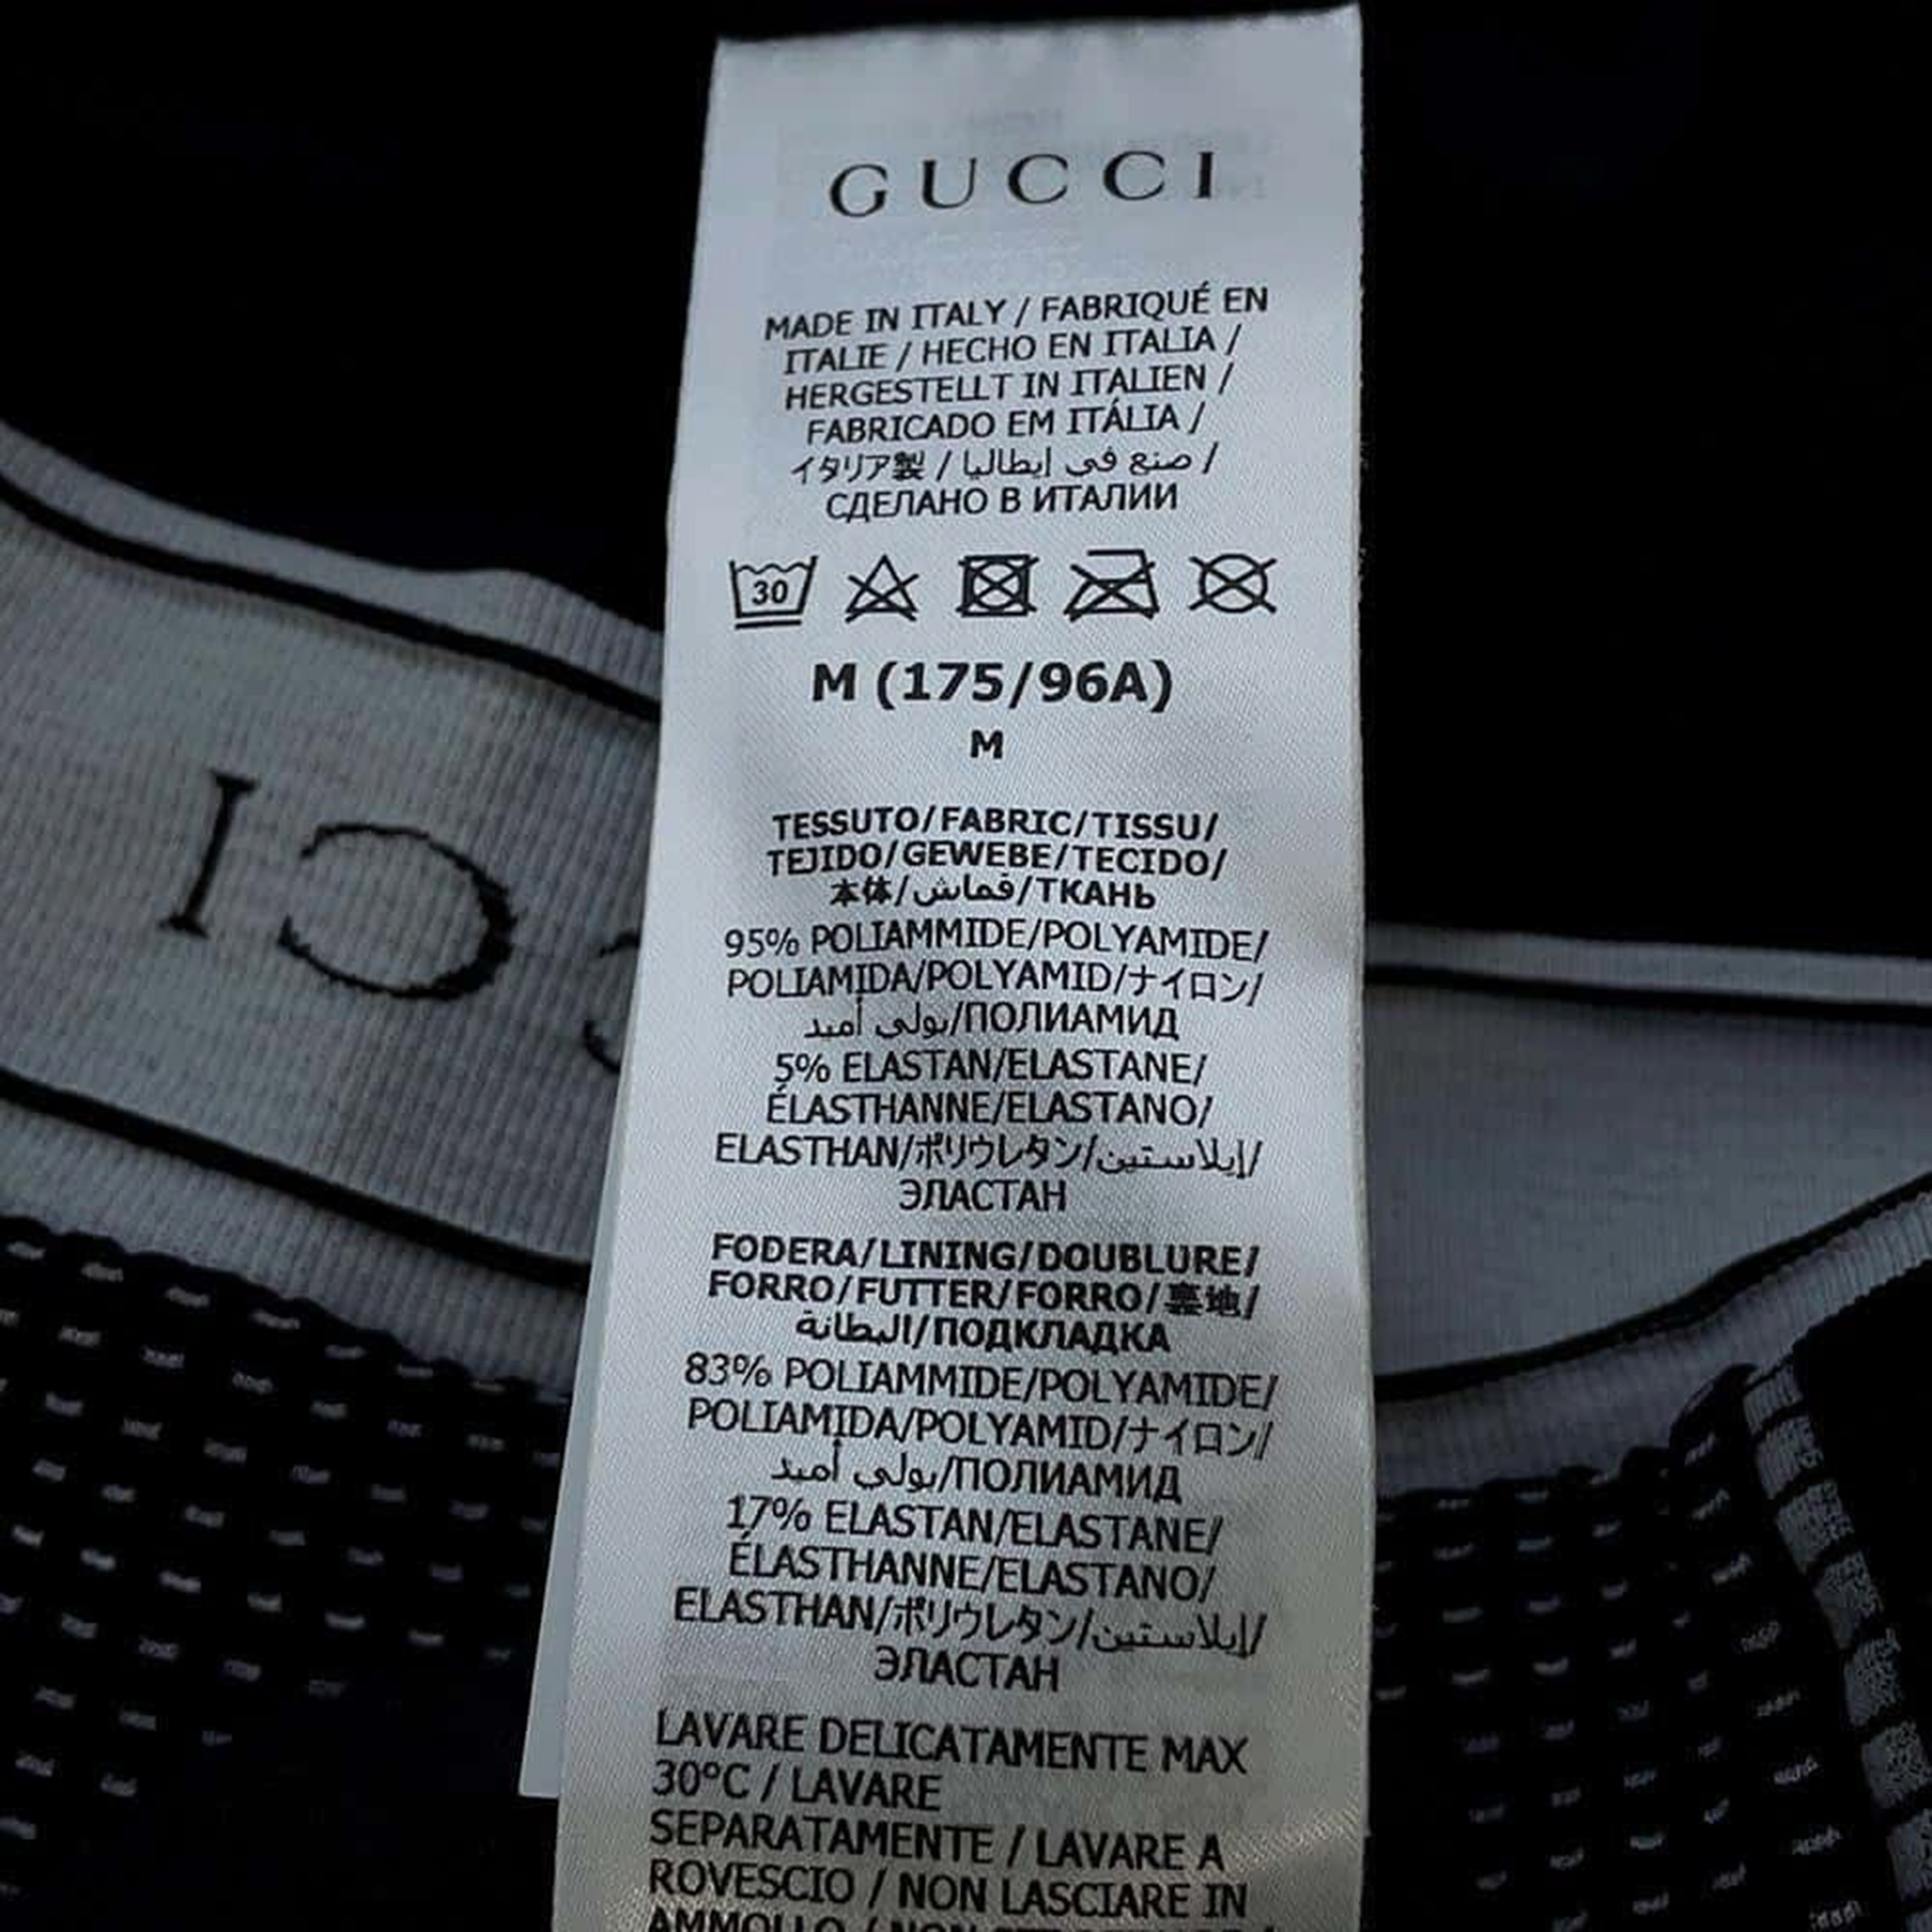 GUCCI
MADE IN ITALY / FABRIQUÉ EN
ITALIE / HECHO EN ITALIA /
HERGESTELLT IN ITALIEN /
FABRICADO EM ITÁLIA /
イタリア製 / صنع في إيطاليا /
СДЕЛАНО В ИТАЛИИ
30
M (175/96A)
M
TESSUTO/FABRIC/TISSU/
TEJIDO/GEWEBE/TECIDO/
本体/قماش/ТКАНЬ
95% POLIAMMIDE/POLYAMIDE/
POLIAMIDA/POLYAMID/ナイロン/
بولي أميد/ПОЛИАМИД
5% ELASTAN/ELASTANE/
ÉLASTHANNE/ELASTANO/
ELASTHAN/ポリウレタン/إيلاستين/
ЭЛАСТАН
FODERA/LINING/DOUBLURE/
FORRO/FUTTER/FORRO/裏地/
البطانة/ПОДКЛАДКА
83% POLIAMMIDE/POLYAMIDE/
POLIAMIDA/POLYAMID/ナイロン/
بولي أميد/ПОЛИАМИД
17% ELASTAN/ELASTANE/
ÉLASTHANNE/ELASTANO/
ELASTHAN/ポリウレタン/إيلاستين/
ЭЛАСТАН
LAVARE DELICATAMENTE MAX
30°C / LAVARE
SEPARATAMENTE / LAVARE A
ROVESCIO / NON LASCIARE IN
AMMOLLO / NON